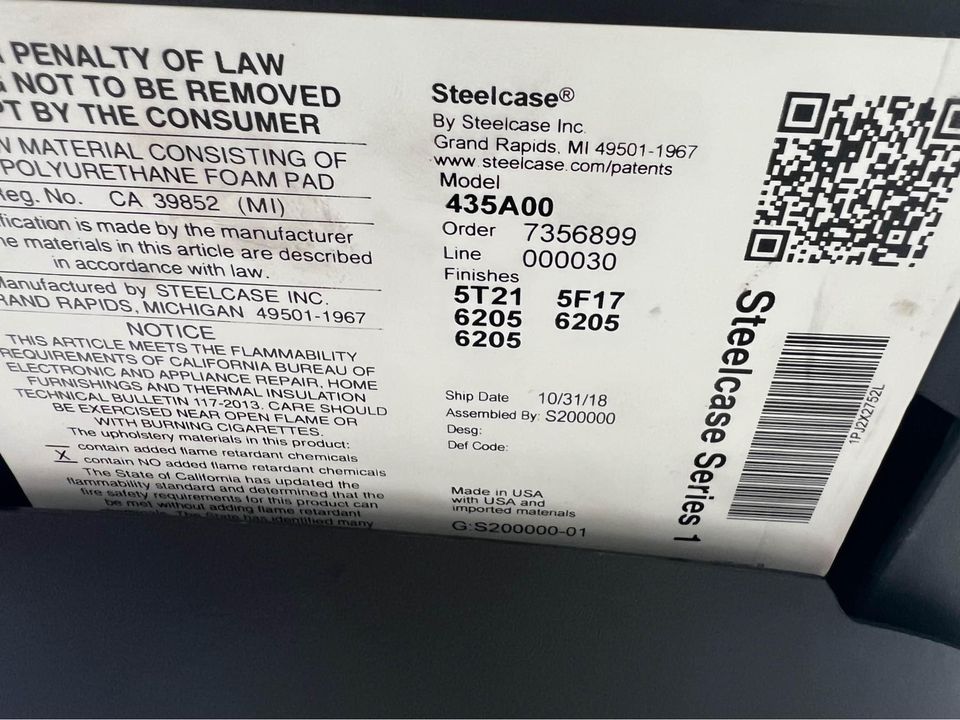 PENALTY OF LAW
NOT TO BE REMOVED
BY THE CONSUMER
MATERIAL CONSISTING OF
POLYURETHANE FOAM PAD
No. CA 39852 (MI)
is made by the manufacturer
materials in this article are described
in accordance with law.
Manufactured by STEELCASE INC.
RAPIDS, MICHIGAN 49501-1967
NOTICE
THIS ARTICLE MEETS THE FLAMMABILITY
REQUIREMENTS OF CALIFORNIA BUREAU OF
ELECTRONIC AND APPLIANCE REPAIR, HOME
FURNISHINGS AND THERMAL INSULATION
TECHNICAL BULLETIN 117-2013. CARE SHOULD
BE EXERCISED NEAR OPEN FLAME OR
WITH BURNING CIGARETTES.
The upholstery materials in this product:
contain added flame retardant chemicals
X contain NO added flame retardant chemicals
The State of California has updated the
flammability standard and determined that the
fire safety requirements for this product can
be met without adding flame retardant
The State has identified many
Steelcase®
By Steelcase Inc.
Grand Rapids, MI 49501-1967
www.steelcase.com/patents
Model
435A00
Order 7356899
Line 000030
Finishes
5T21 5F17
6205 6205
6205
Ship Date 10/31/18
Assembled By: S200000
Desg:
Def Code:
Made in USA
with USA and
imported materials
G:S200000-01
Steelcase Series 1
1PJ2X2752L